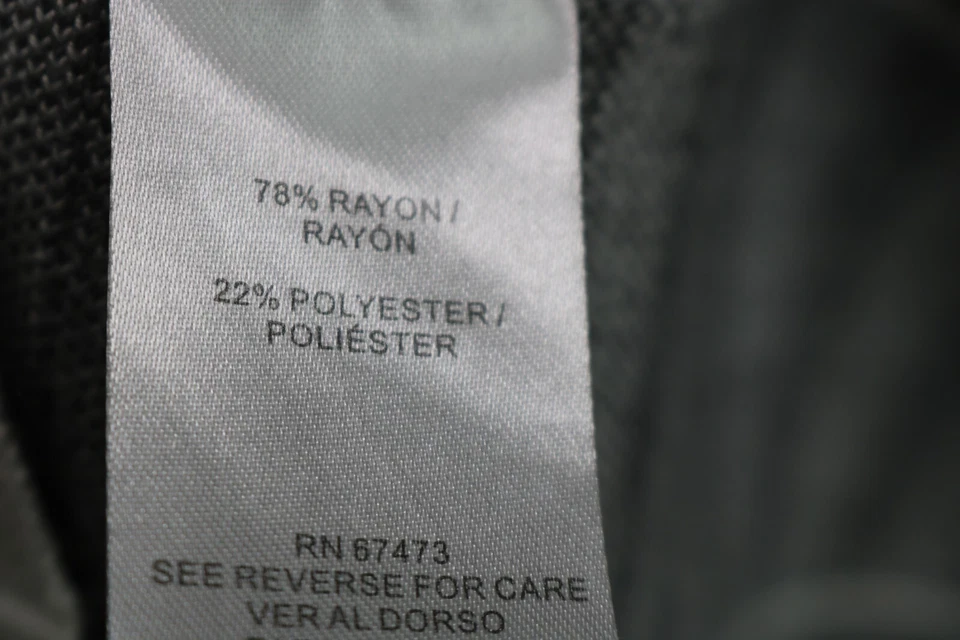 78% RAYON /
RAYÓN
22% POLYESTER /
POLIÉSTER
RN 67473
SEE REVERSE FOR CARE
VER AL DORSO